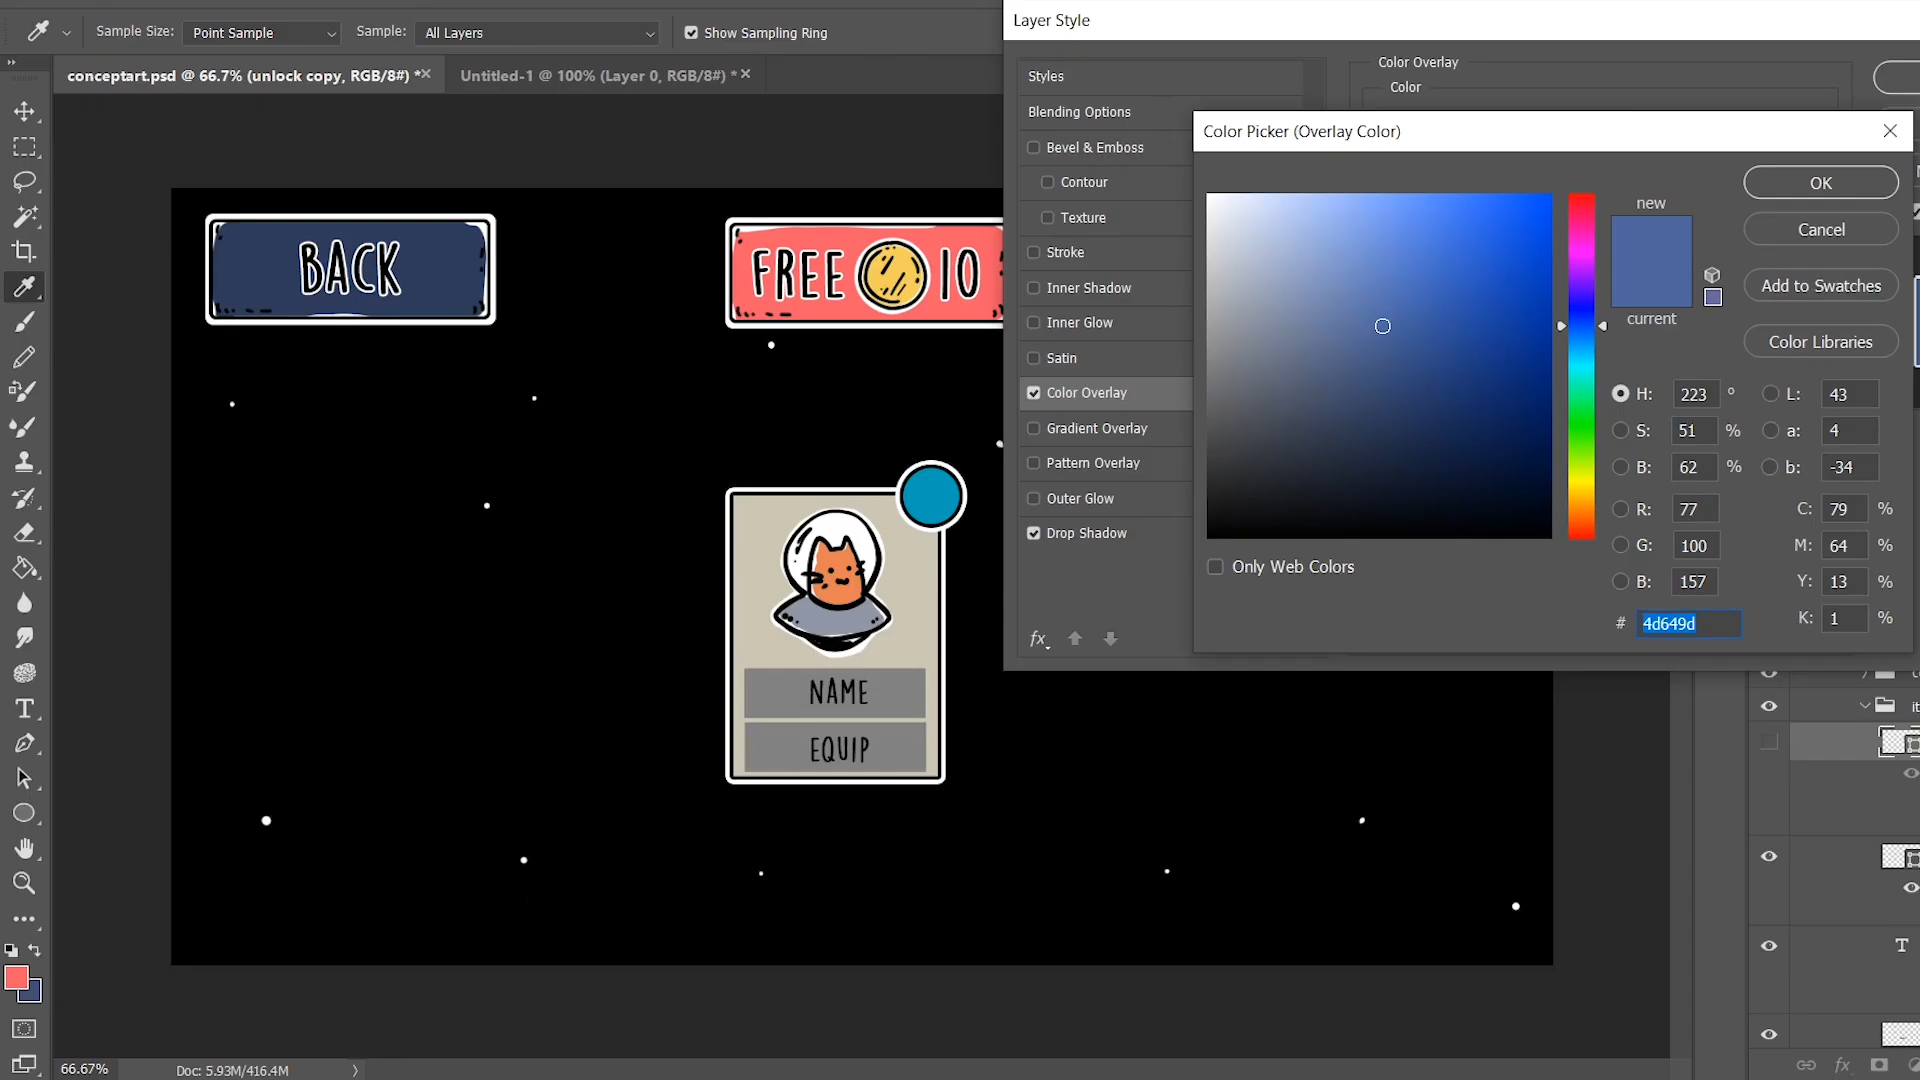 Layer Style
Sample Size: Point Sample Sample: All Layers Show Sampling Ring
conceptart.psd @ 66.7% (unlock copy, RGB/8#) *
Untitled-1 @ 100% (Layer 0, RGB/8#) *
Styles
Blending Options
Bevel & Emboss
Contour
Texture
Stroke
Inner Shadow
Inner Glow
Satin
Color Overlay
Gradient Overlay
Pattern Overlay
Outer Glow
Drop Shadow
fx
Color Overlay
Color
Color Picker (Overlay Color)
new
current
OK
Cancel
Add to Swatches
Color Libraries
H: 223 ° L: 43
S: 51 % a: 4
B: 62 % b: -34
R: 77 C: 79 %
G: 100 M: 64 %
B: 157 Y: 13 %
# 4d649d K: 1 %
Only Web Colors
BACK
FREE 10
NAME
EQUIP
T
fx
66.67% Doc: 5.93M/416.4M